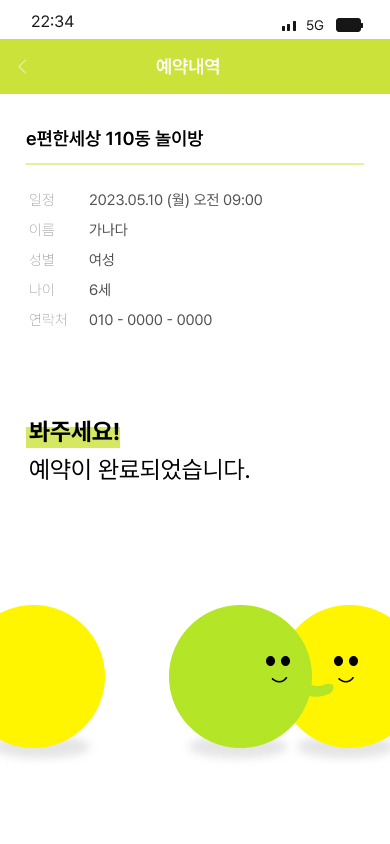 22:34
5G
예약내역
e편한세상 110동 놀이방
일정 2023.05.10 (월) 오전 09:00
이름 가나다
성별 여성
나이 6세
연락처 010 - 0000 - 0000
봐주세요!
예약이 완료되었습니다.